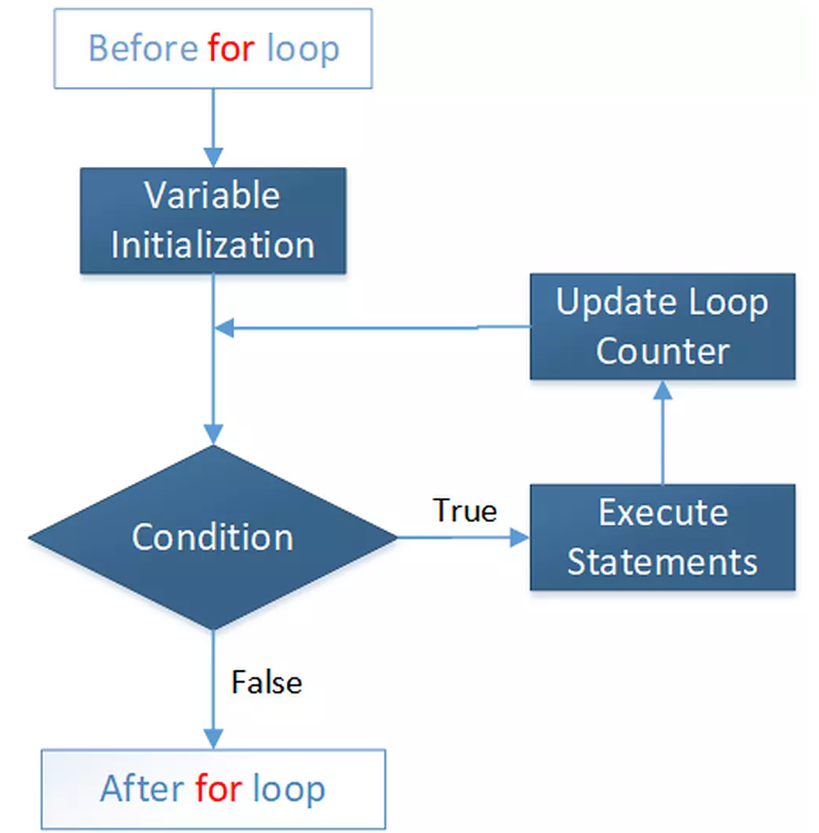 Before for loop
Variable
Initialization
Update Loop
Counter
Condition
True
Execute
Statements
False
After for loop